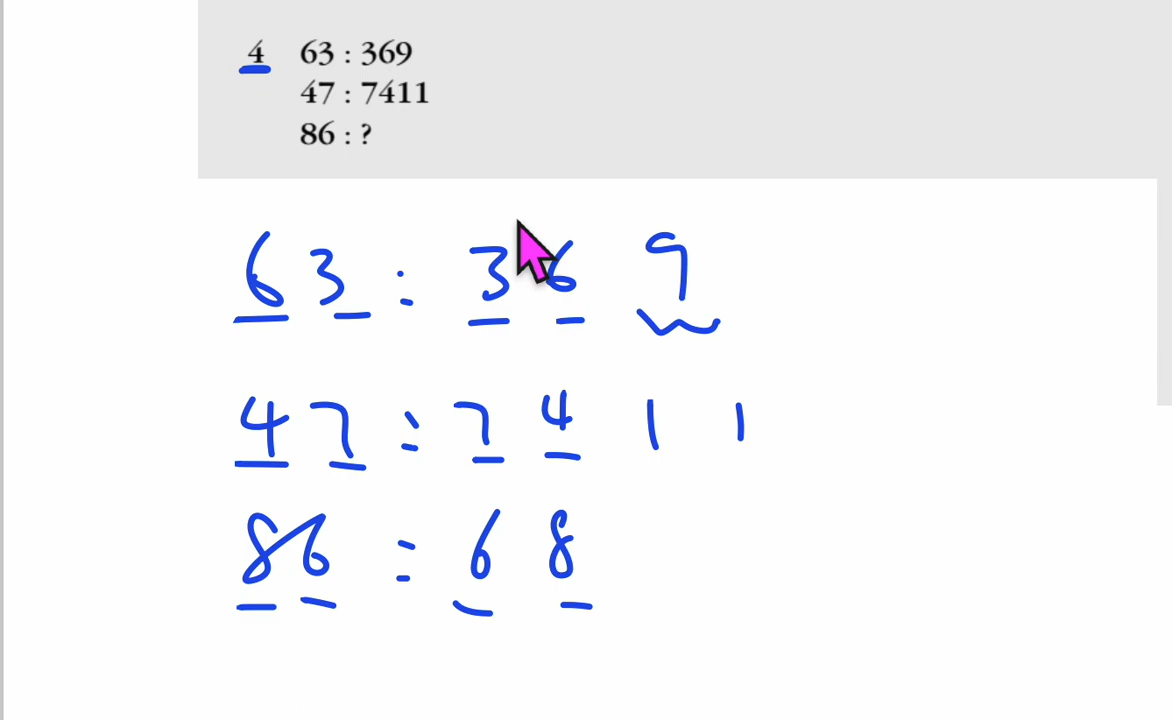 4 63 : 369
47 : 7411
86 : ?
63 : 36 9
47 : 74 11
86 : 68